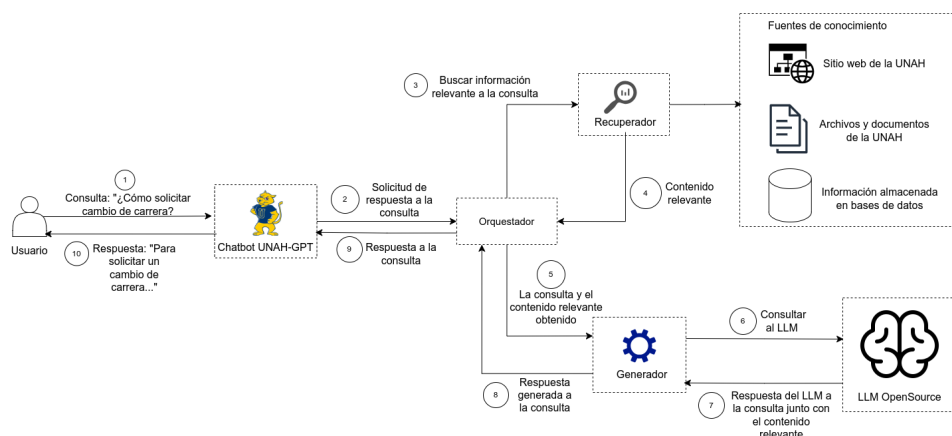 Fuentes de conocimiento
Sitio web de la UNAH
Archivos y documentos
de la UNAH
Información almacenada
en bases de datos
3
Buscar información
relevante a la consulta
Recuperador
4
Contenido
relevante
1
Consulta: "¿Cómo solicitar
cambio de carrera?
Usuario
10
Respuesta: "Para
solicitar un
cambio de
carrera..."
Chatbot UNAH-GPT
2
Solicitud de
respuesta a la
consulta
9
Respuesta a la
consulta
Orquestador
5
La consulta y el
contenido relevante
obtenido
8
Respuesta
generada a
la consulta
Generador
6
Consultar
al LLM
7
Respuesta del LLM a
la consulta junto con
el contenido
relevante
LLM OpenSource